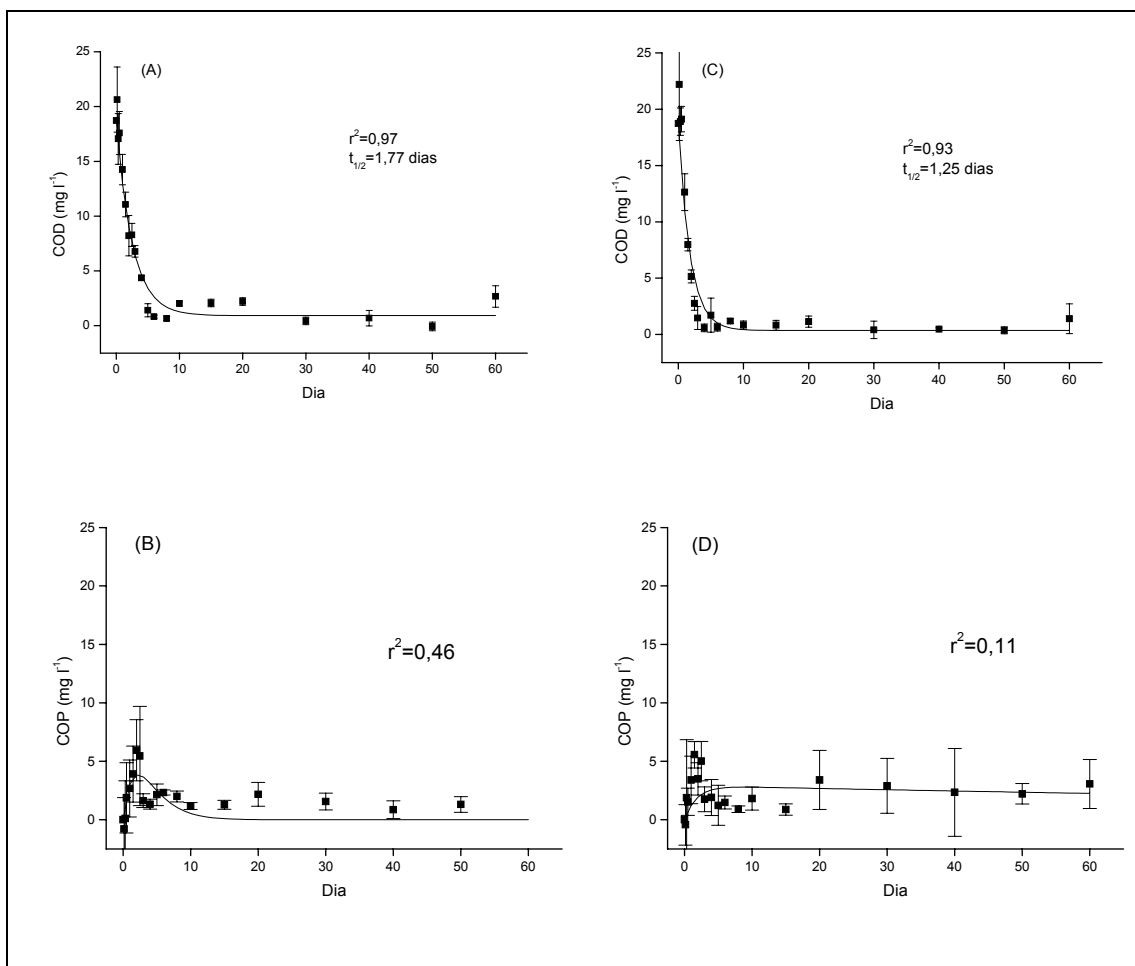 (A)
r²=0,97
t₁/₂=1,77 dias
COD (mg l⁻¹)
25
20
15
10
5
0
0 10 20 30 40 50 60
Dia
(C)
r²=0,93
t₁/₂=1,25 dias
COD (mg l⁻¹)
25
20
15
10
5
0
0 10 20 30 40 50 60
Dia
(B)
r²=0,46
COP (mg l⁻¹)
25
20
15
10
5
0
0 10 20 30 40 50 60
Dia
(D)
r²=0,11
COP (mg l⁻¹)
25
20
15
10
5
0
0 10 20 30 40 50 60
Dia